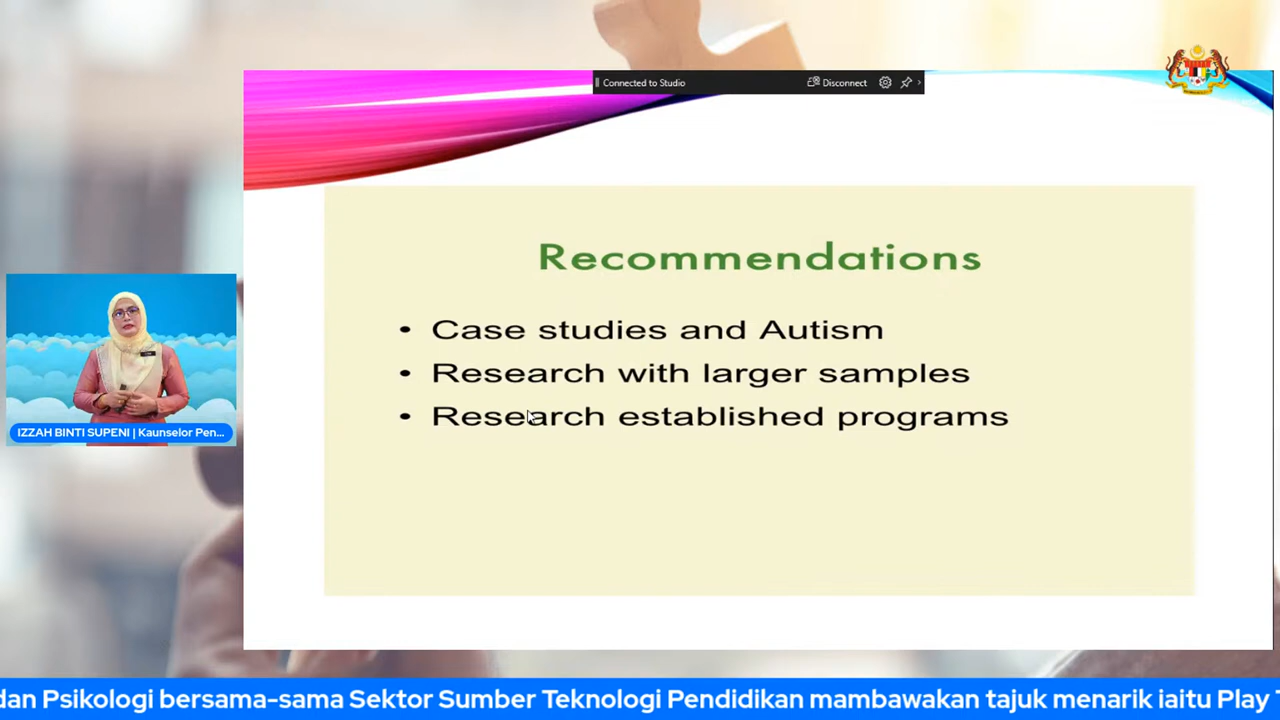 Connected to Studio
Disconnect
Recommendations
• Case studies and Autism
• Research with larger samples
• Research established programs
IZZAH BINTI SUPENI | Kaunselor Pen...
dan Psikologi bersama-sama Sektor Sumber Teknologi Pendidikan mambawakan tajuk menarik iaitu Play